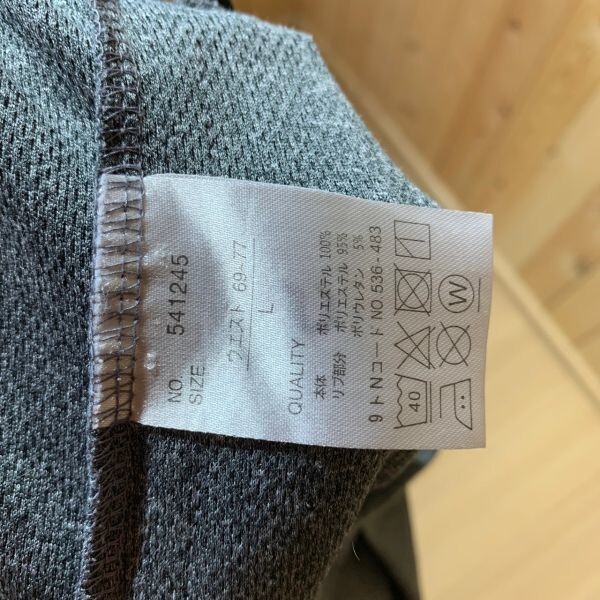 NO. 541245
SIZE
ウエスト 69-77
L
QUALITY
本体 ポリエステル 100%
リブ部分 ポリエステル 95%
ポリウレタン 5%
9 トNコード NO.536-483
40
W